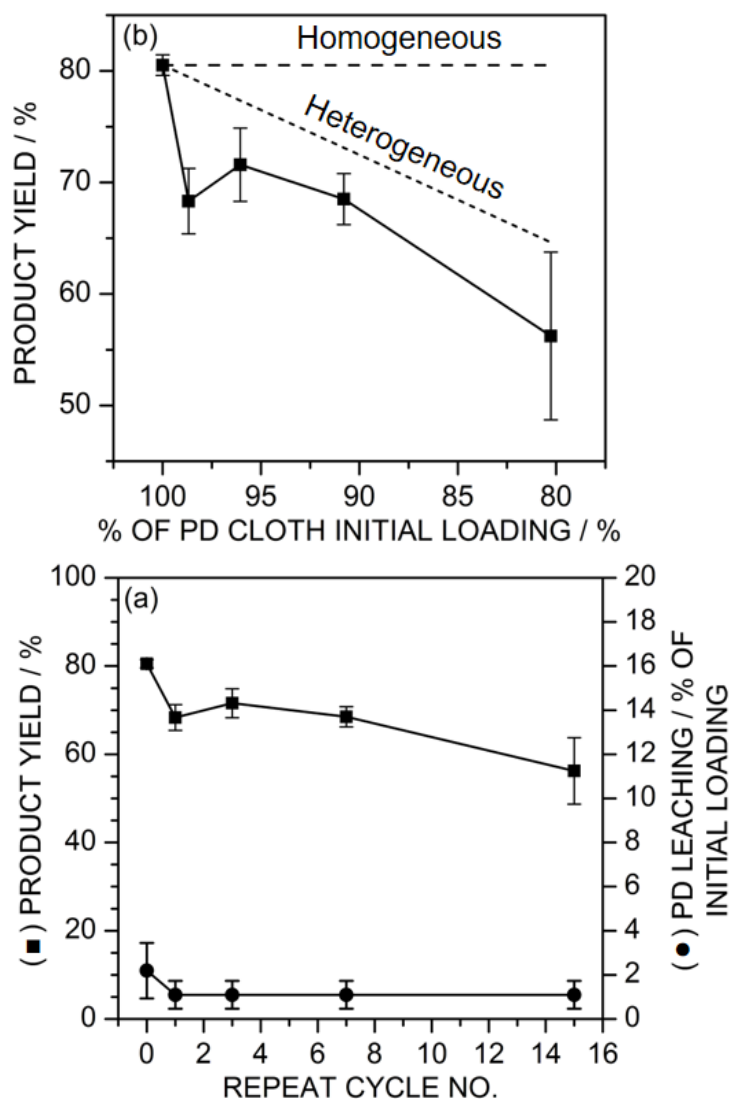 (b)
Homogeneous
Heterogeneous
80
70
60
50
PRODUCT YIELD / %
100 95 90 85 80
% OF PD CLOTH INITIAL LOADING / %
(a)
100
80
60
40
20
0
(■) PRODUCT YIELD / %
20
18
16
14
12
10
8
6
4
2
0
(●) PD LEACHING / % OF
INITIAL LOADING
0 2 4 6 8 10 12 14 16
REPEAT CYCLE NO.